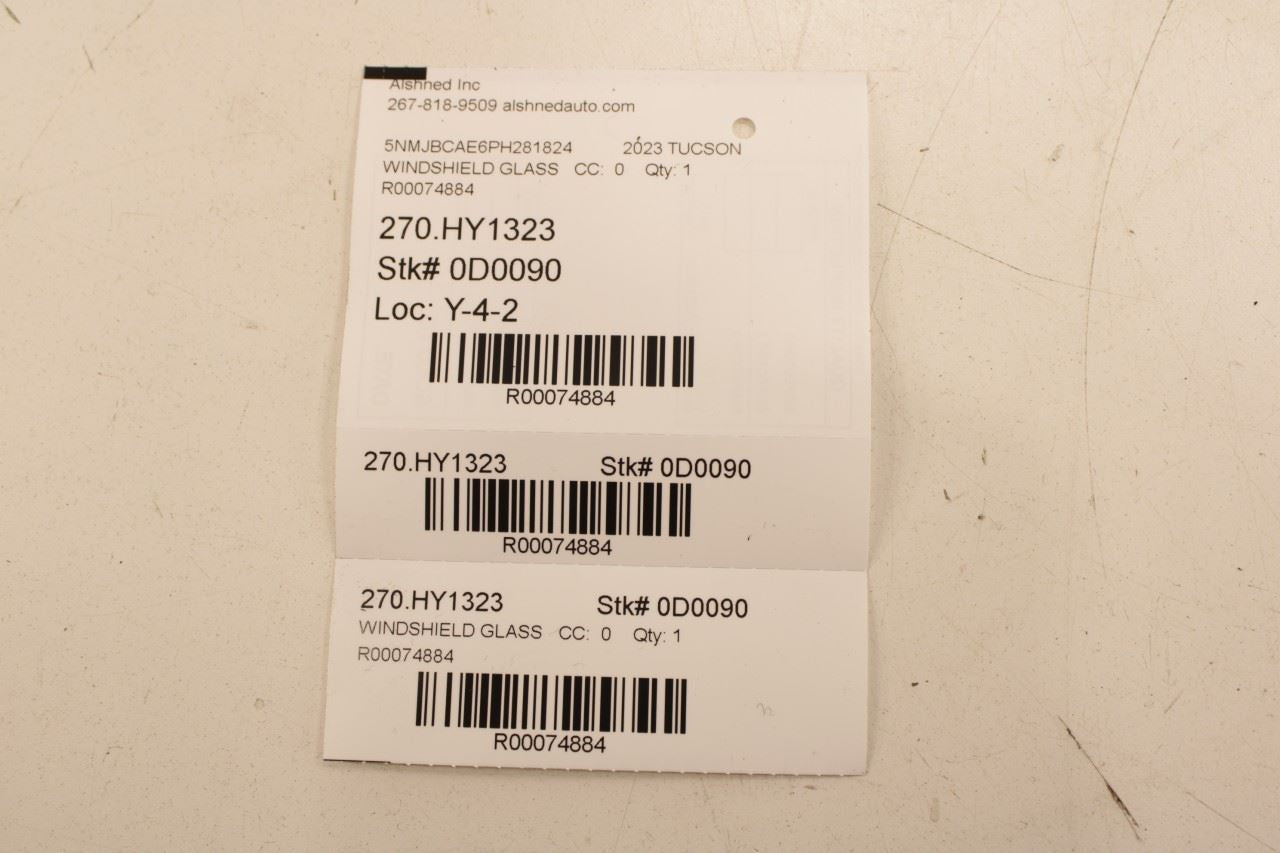 Alshned Inc
267-818-9509 alshnedauto.com
5NMJBCAE6PH281824 2023 TUCSON
WINDSHIELD GLASS CC: 0 Qty: 1
R00074884
270.HY1323
Stk# 0D0090
Loc: Y-4-2
R00074884
270.HY1323 Stk# 0D0090
R00074884
270.HY1323 Stk# 0D0090
WINDSHIELD GLASS CC: 0 Qty: 1
R00074884
R00074884